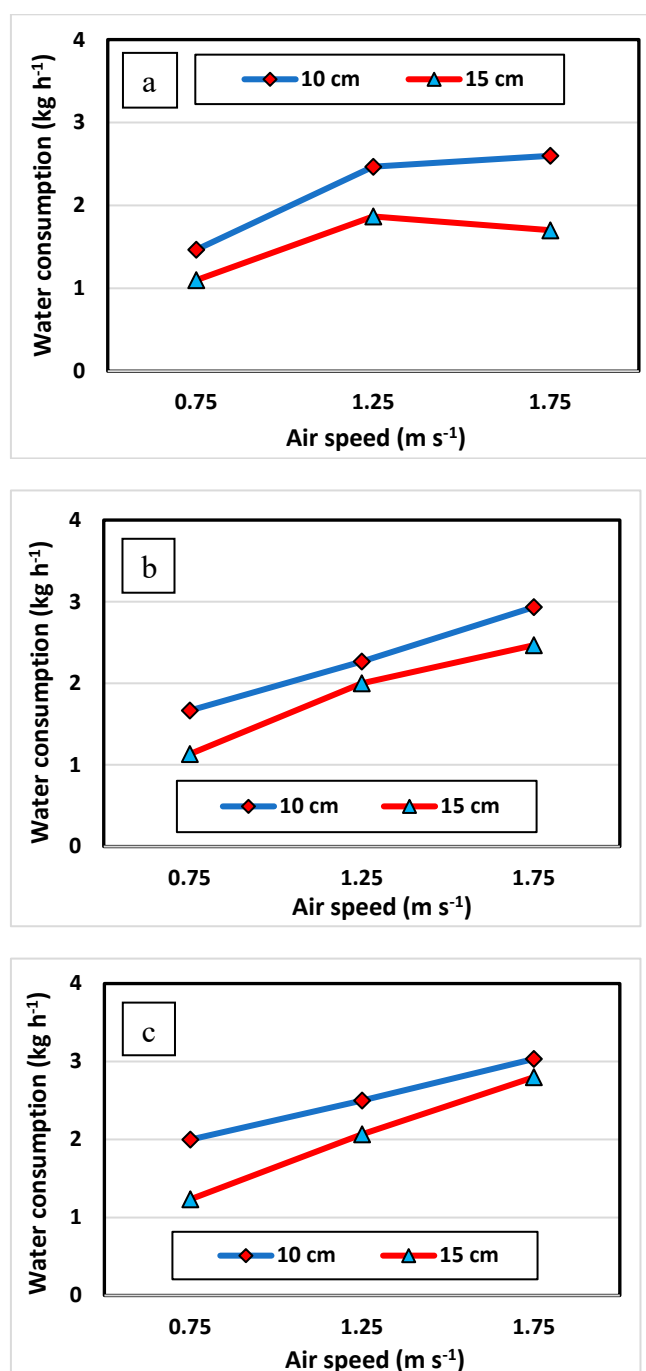 a
10 cm 15 cm
Water consumption (kg h-1)
4
3
2
1
0
0.75 1.25 1.75
Air speed (m s-1)
b
Water consumption (kg h-1)
4
3
2
1
0
10 cm 15 cm
0.75 1.25 1.75
Air speed (m s-1)
c
Water consumption (kg h-1)
4
3
2
1
0
10 cm 15 cm
0.75 1.25 1.75
Air speed (m s-1)